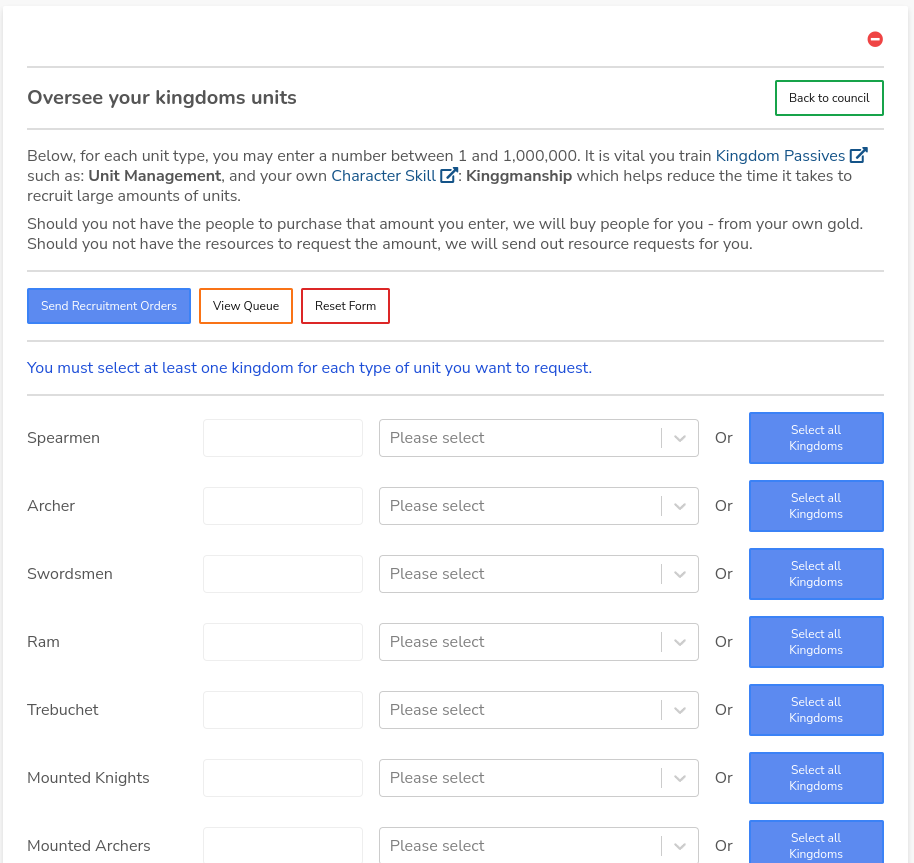 Oversee your kingdoms units
Back to council
Below, for each unit type, you may enter a number between 1 and 1,000,000. It is vital you train Kingdom Passives
such as: Unit Management, and your own Character Skill : Kinggmanship which helps reduce the time it takes to
recruit large amounts of units.
Should you not have the people to purchase that amount you enter, we will buy people for you - from your own gold.
Should you not have the resources to request the amount, we will send out resource requests for you.
Send Recruitment Orders
View Queue
Reset Form
You must select at least one kingdom for each type of unit you want to request.
Spearmen
Please select
Or
Select all
Kingdoms
Archer
Please select
Or
Select all
Kingdoms
Swordsmen
Please select
Or
Select all
Kingdoms
Ram
Please select
Or
Select all
Kingdoms
Trebuchet
Please select
Or
Select all
Kingdoms
Mounted Knights
Please select
Or
Select all
Kingdoms
Mounted Archers
Please select
Or
Select all
Kingdoms